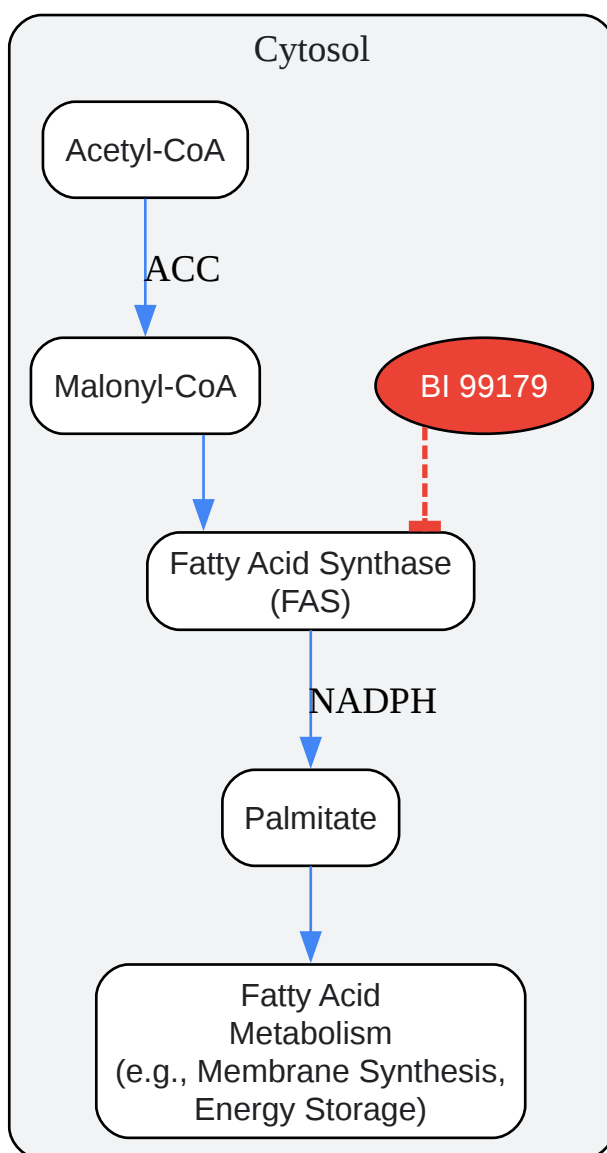 Cytosol
Acetyl-CoA
ACC
Malonyl-CoA
BI 99179
Fatty Acid Synthase
(FAS)
NADPH
Palmitate
Fatty Acid
Metabolism
(e.g., Membrane Synthesis,
Energy Storage)